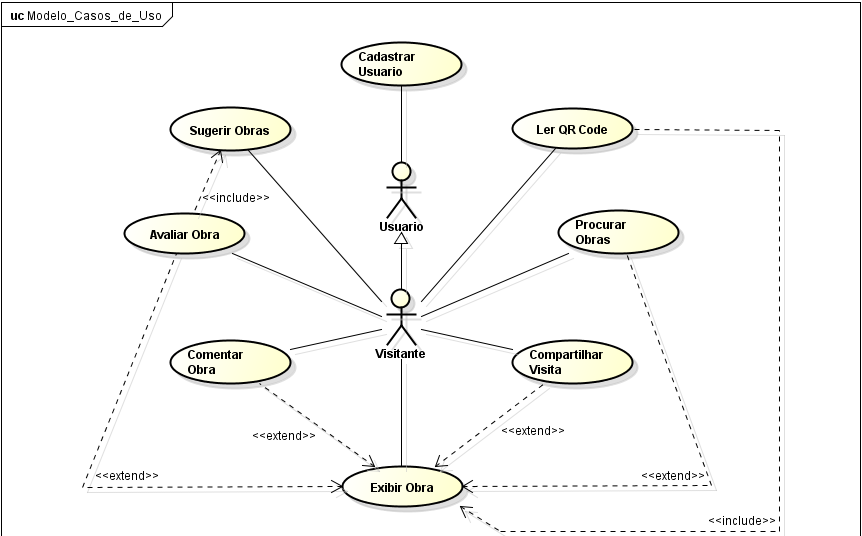 uc Modelo_Casos_de_Uso
Cadastrar
Usuario
Sugerir Obras
Ler QR Code
<<include>>
Usuario
Avaliar Obra
Procurar
Obras
Visitante
Comentar
Obra
Compartilhar
Visita
<<extend>>
<<extend>>
<<extend>>
<<extend>>
Exibir Obra
<<include>>